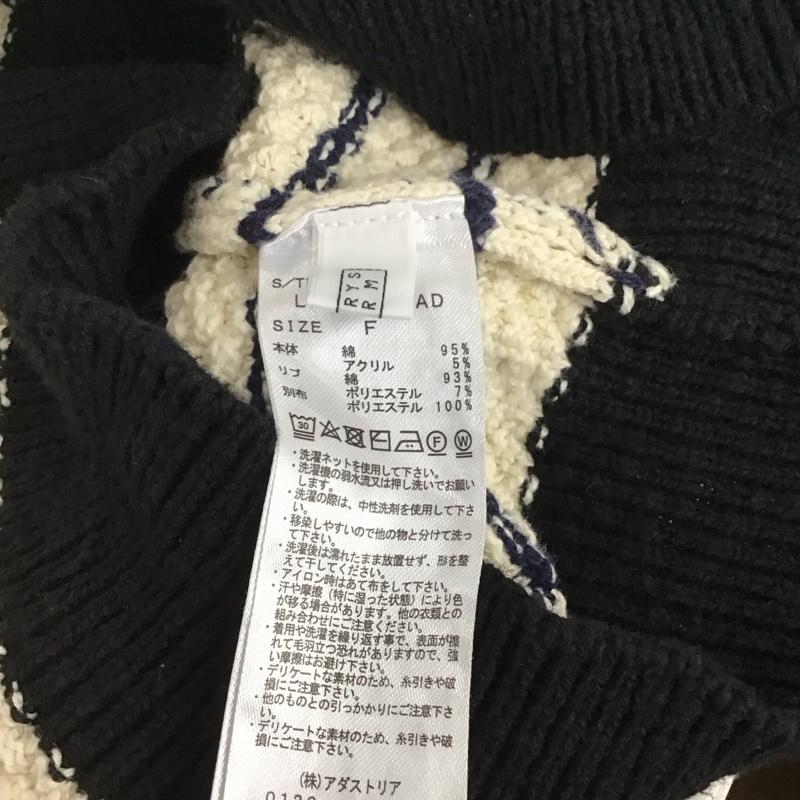 S/T
RYS
RM
L AD
SIZE F
本体 綿 95%
アクリル 5%
リブ 綿 93%
ポリエステル 7%
別布 ポリエステル 100%
30 F W
・洗濯ネットを使用して下さい。
・洗濯機の弱水流又は押し洗いでお願い
します。
・洗濯の際は、中性洗剤を使用して下さ
い。
・移染しやすいので他の物と分けて洗っ
て下さい。
・洗濯後は濡れたまま放置せず、形を整
えて干してください。
・アイロン時はあて布をして下さい。
・汗や摩擦（特に湿った状態）により色
が移る場合があります。他の衣類との
組み合わせにご注意ください。
・着用や洗濯を繰り返す事で、表面が擦
れて毛羽立つ恐れがありますので、強
い摩擦はお避け下さい。
・デリケートな素材のため、糸引きや破
損にご注意下さい。
・他のものとの引っかかりにご注意下さ
い。
・デリケートな素材のため、糸引きや破
損にご注意下さい。
(株)アダストリア